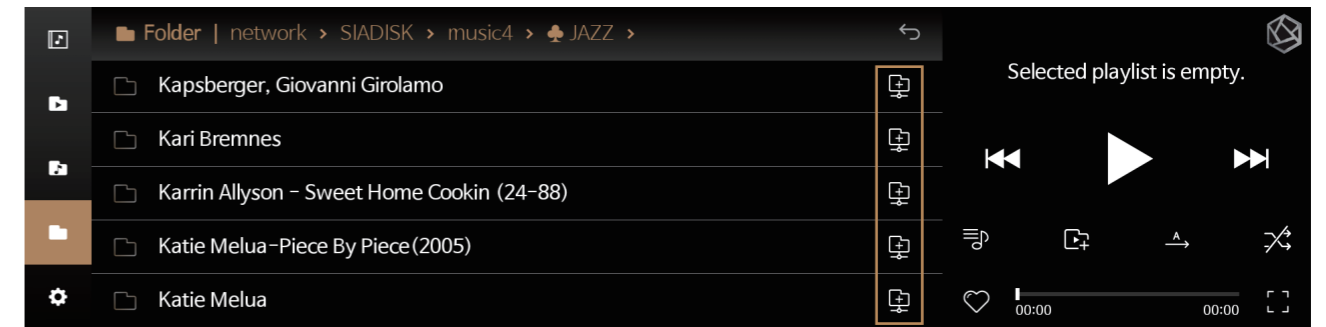 Folder | network > SIADISK > music4 > ♣ JAZZ >
Kapsberger, Giovanni Girolamo
Kari Bremnes
Karrin Allyson - Sweet Home Cookin (24-88)
Katie Melua-Piece By Piece(2005)
Katie Melua
Selected playlist is empty.
A
00:00 00:00